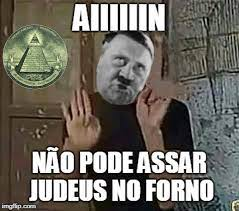 AIIIIIIN
NÃO PODE ASSAR
JUDEUS NO FORNO
imgflip.com